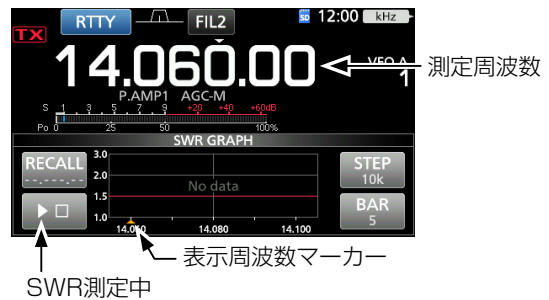 RTTY FIL2 SD 12:00 kHz
TX
14.060.00 VFO A 1
測定周波数
P.AMP1 AGC-M
S 1 3 5 7 9 +20 +40 +60dB
Po 0 25 50 100%
SWR GRAPH
RECALL
--.---.--
3.0
2.0
1.5
1.0
No data
14.060 14.080 14.100
STEP
10k
BAR
5
表示周波数マーカー
SWR測定中